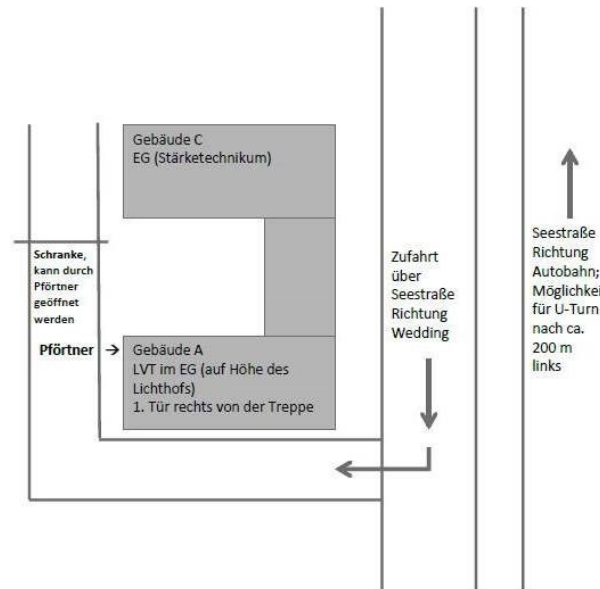 Gebäude C
EG (Stärketechnikum)
Schranke,
kann durch
Pförtner
geöffnet
werden
Pförtner
Gebäude A
LVT im EG (auf Höhe des
Lichthofs)
1. Tür rechts von der Treppe
Zufahrt
über
Seestraße
Richtung
Wedding
Seestraße
Richtung
Autobahn;
Möglichkei
für U-Turn
nach ca.
200 m
links